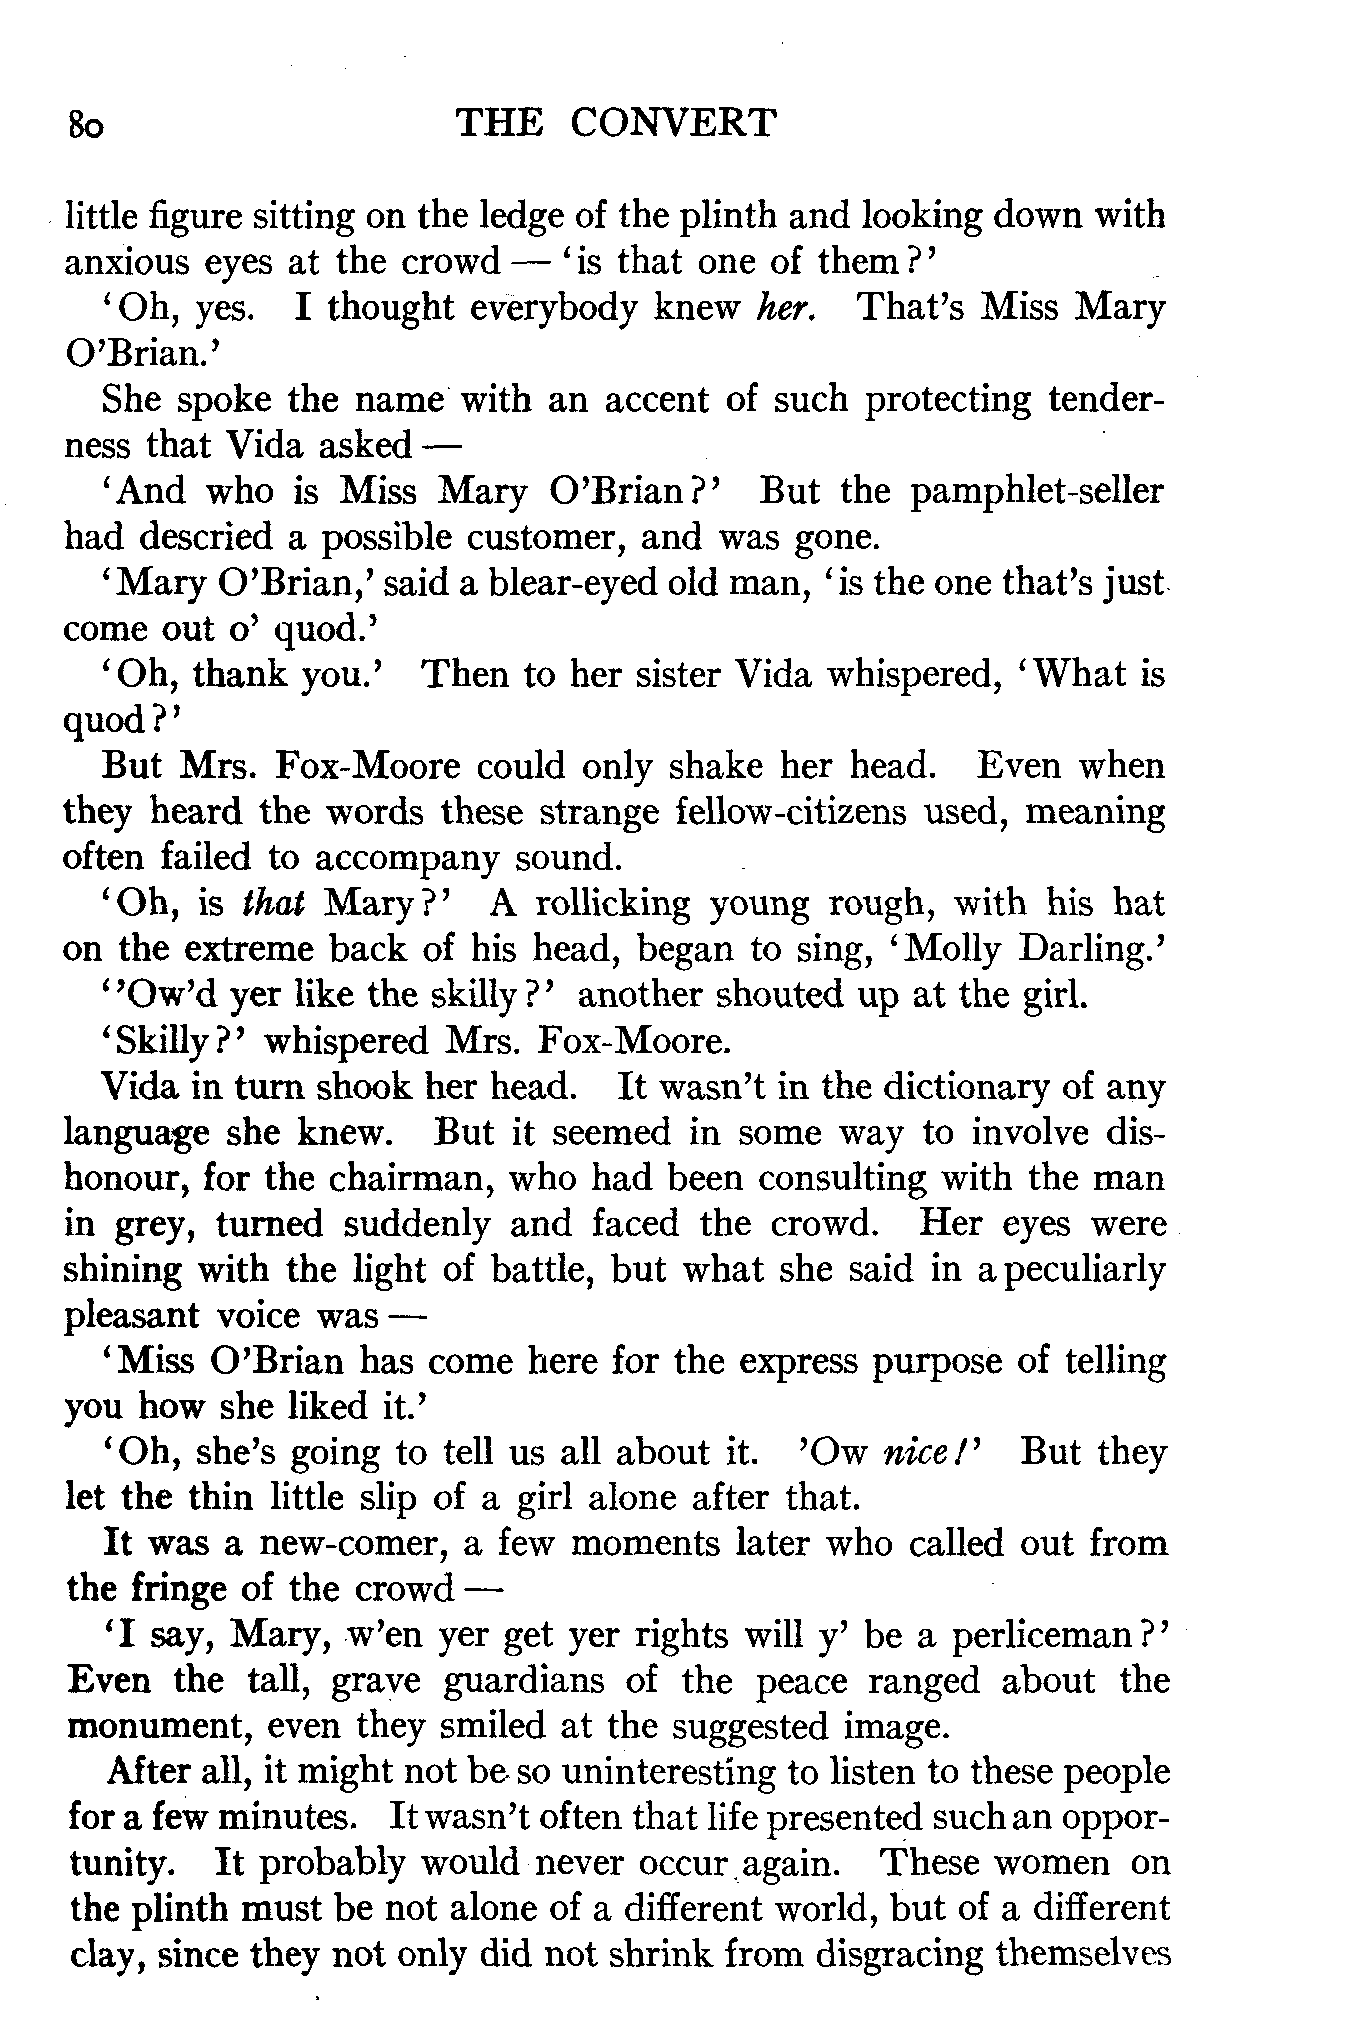 80 THE CONVERT
little figure sitting on the ledge of the plinth and looking down with
anxious eyes at the crowd — ‘is that one of them?’
‘Oh, yes. I thought everybody knew her. That’s Miss Mary
O’Brian.’
She spoke the name with an accent of such protecting tender-
ness that Vida asked —
‘And who is Miss Mary O’Brian?’ But the pamphlet-seller
had descried a possible customer, and was gone.
‘Mary O’Brian,’ said a blear-eyed old man, ‘is the one that’s just
come out o’ quod.’
‘Oh, thank you.’ Then to her sister Vida whispered, ‘What is
quod?’
But Mrs. Fox-Moore could only shake her head. Even when
they heard the words these strange fellow-citizens used, meaning
often failed to accompany sound.
‘Oh, is that Mary?’ A rollicking young rough, with his hat
on the extreme back of his head, began to sing, ‘Molly Darling.’
‘’Ow’d yer like the skilly?’ another shouted up at the girl.
‘Skilly?’ whispered Mrs. Fox-Moore.
Vida in turn shook her head. It wasn’t in the dictionary of any
language she knew. But it seemed in some way to involve dis-
honour, for the chairman, who had been consulting with the man
in grey, turned suddenly and faced the crowd. Her eyes were
shining with the light of battle, but what she said in a peculiarly
pleasant voice was —
‘Miss O’Brian has come here for the express purpose of telling
you how she liked it.’
‘Oh, she’s going to tell us all about it. ’Ow nice!’ But they
let the thin little slip of a girl alone after that.
It was a new-comer, a few moments later who called out from
the fringe of the crowd —
‘I say, Mary, w’en yer get yer rights will y’ be a perliceman?’
Even the tall, grave guardians of the peace ranged about the
monument, even they smiled at the suggested image.
After all, it might not be so uninteresting to listen to these people
for a few minutes. It wasn’t often that life presented such an oppor-
tunity. It probably would never occur again. These women on
the plinth must be not alone of a different world, but of a different
clay, since they not only did not shrink from disgracing themselves